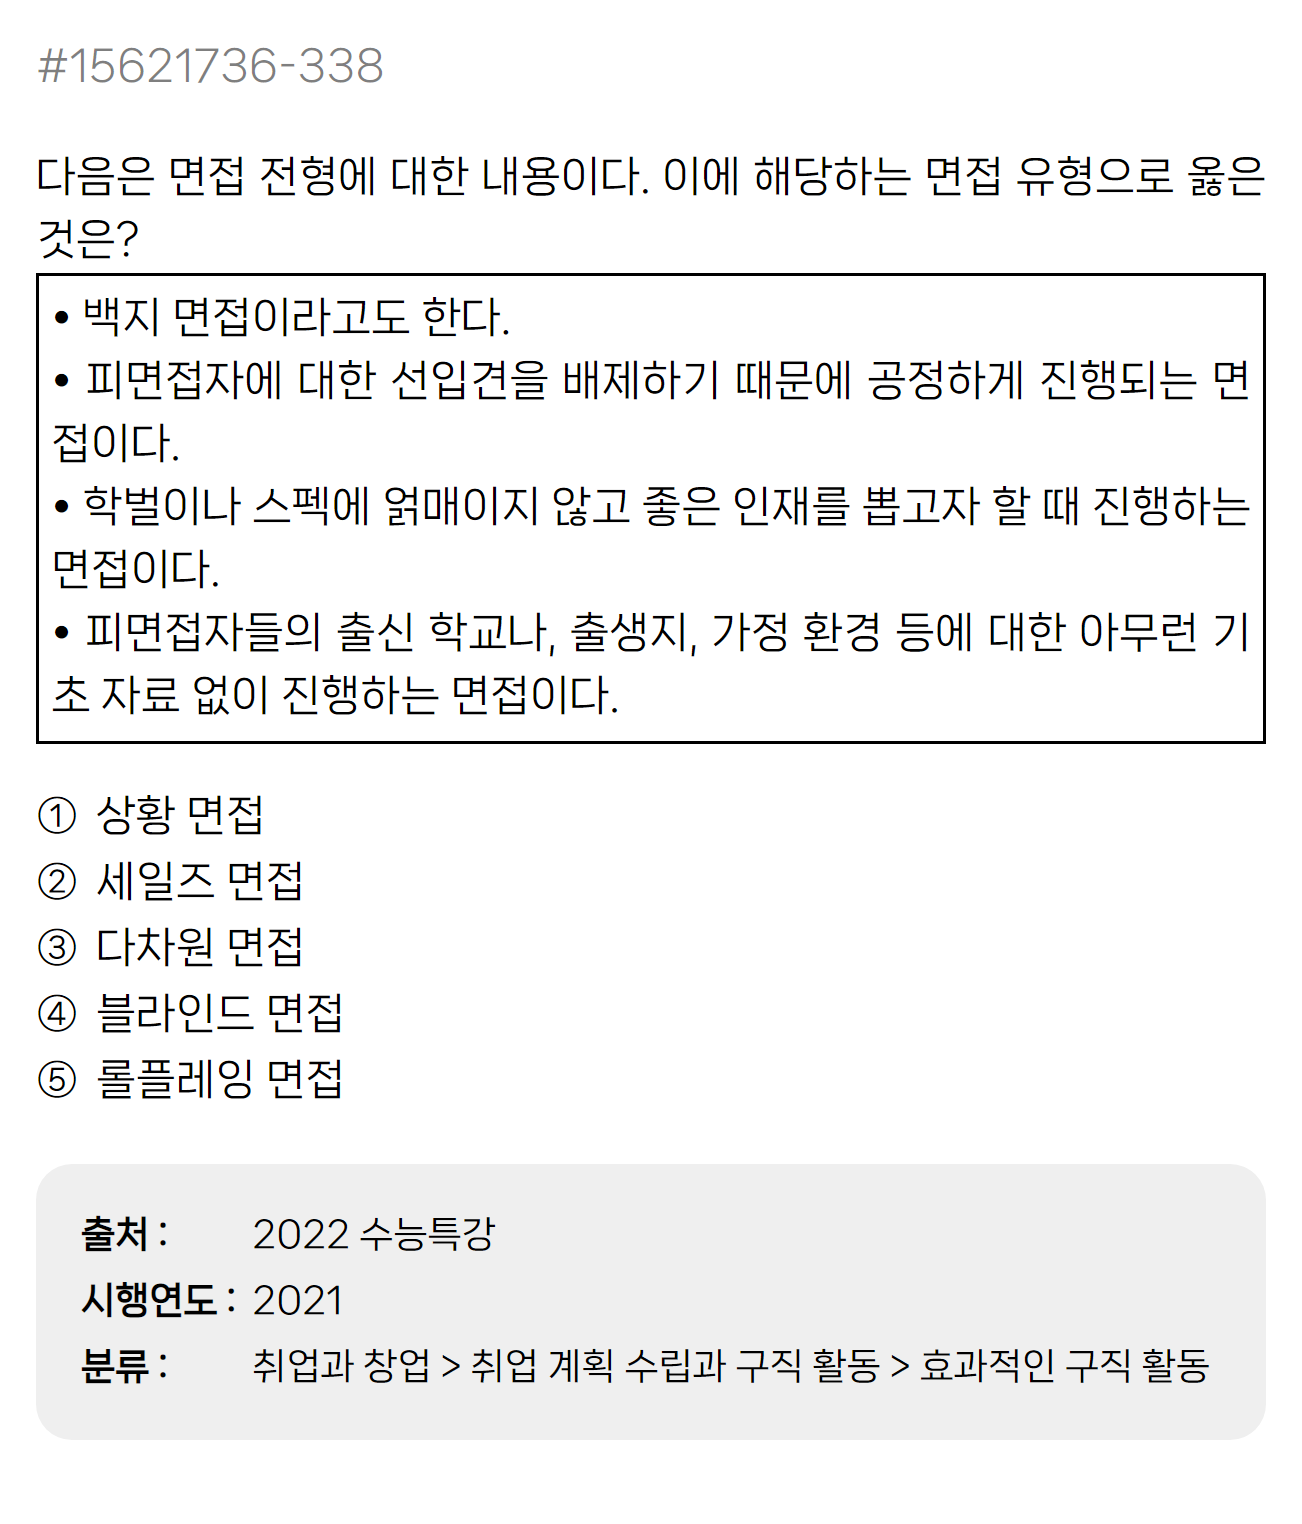 #15621736-338
다음은 면접 전형에 대한 내용이다. 이에 해당하는 면접 유형으로 옳은
것은?
• 백지 면접이라고도 한다.
• 피면접자에 대한 선입견을 배제하기 때문에 공정하게 진행되는 면
접이다.
• 학벌이나 스펙에 얽매이지 않고 좋은 인재를 뽑고자 할 때 진행하는
면접이다.
• 피면접자들의 출신 학교나, 출생지, 가정 환경 등에 대한 아무런 기
초 자료 없이 진행하는 면접이다.
① 상황 면접
② 세일즈 면접
③ 다차원 면접
④ 블라인드 면접
⑤ 롤플레잉 면접
출처 : 2022 수능특강
시행연도 : 2021
분류 : 취업과 창업 > 취업 계획 수립과 구직 활동 > 효과적인 구직 활동